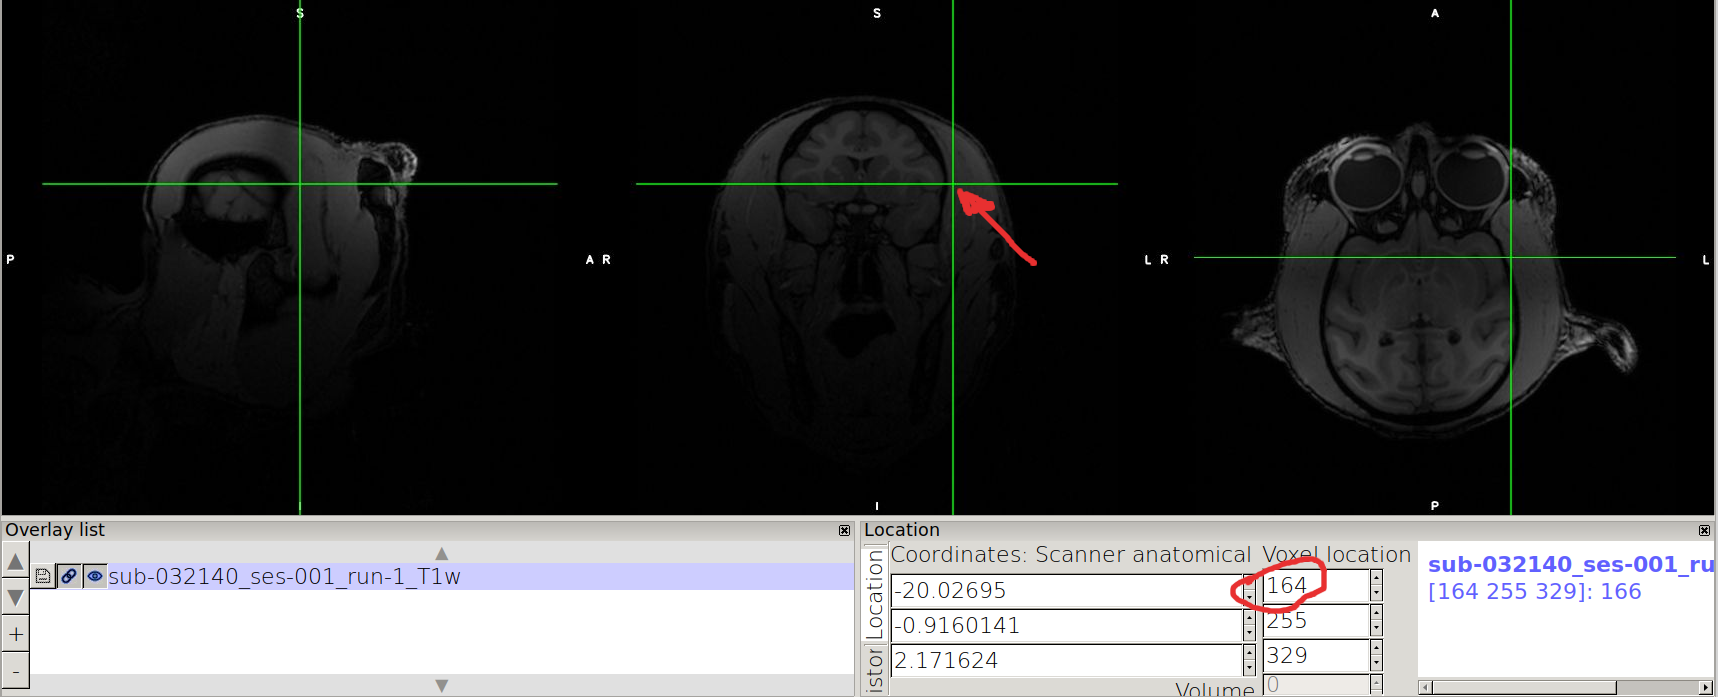 S S A
P A R L R L
I I P
Overlay list
sub-032140_ses-001_run-1_T1w
+
-
Location
Location
istor
Coordinates: Scanner anatomical Voxel location
-20.02695 164
-0.9160141 255
2.171624 329
Volume 0
sub-032140_ses-001_ru
[164 255 329]: 166